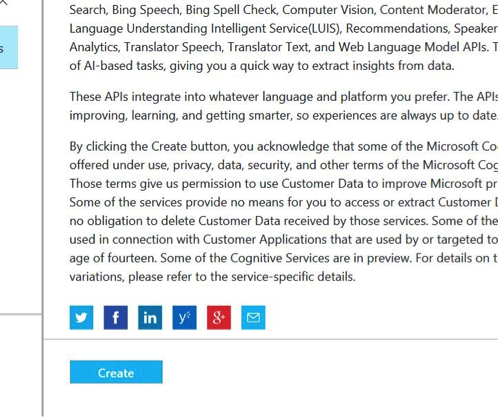 Search, Bing Speech, Bing Spell Check, Computer Vision, Content Moderator, E
Language Understanding Intelligent Service(LUIS), Recommendations, Speaker
Analytics, Translator Speech, Translator Text, and Web Language Model APIs. T
of AI-based tasks, giving you a quick way to extract insights from data.
These APIs integrate into whatever language and platform you prefer. The APIs
improving, learning, and getting smarter, so experiences are always up to date.
By clicking the Create button, you acknowledge that some of the Microsoft Co
offered under use, privacy, data, security, and other terms of the Microsoft Cog
Those terms give us permission to use Customer Data to improve Microsoft pr
Some of the services provide no means for you to access or extract Customer D
no obligation to delete Customer Data received by those services. Some of the
used in connection with Customer Applications that are used by or targeted to
age of fourteen. Some of the Cognitive Services are in preview. For details on t
variations, please refer to the service-specific details.
f in y g+
Create
s